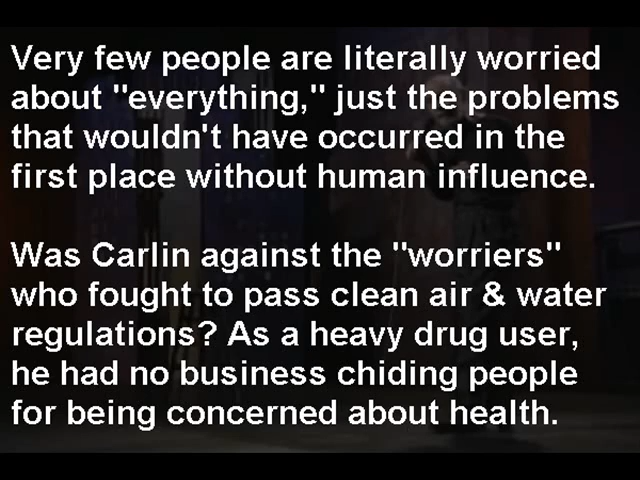 Very few people are literally worried
about "everything," just the problems
that wouldn't have occurred in the
first place without human influence.
Was Carlin against the "worriers"
who fought to pass clean air & water
regulations? As a heavy drug user,
he had no business chiding people
for being concerned about health.